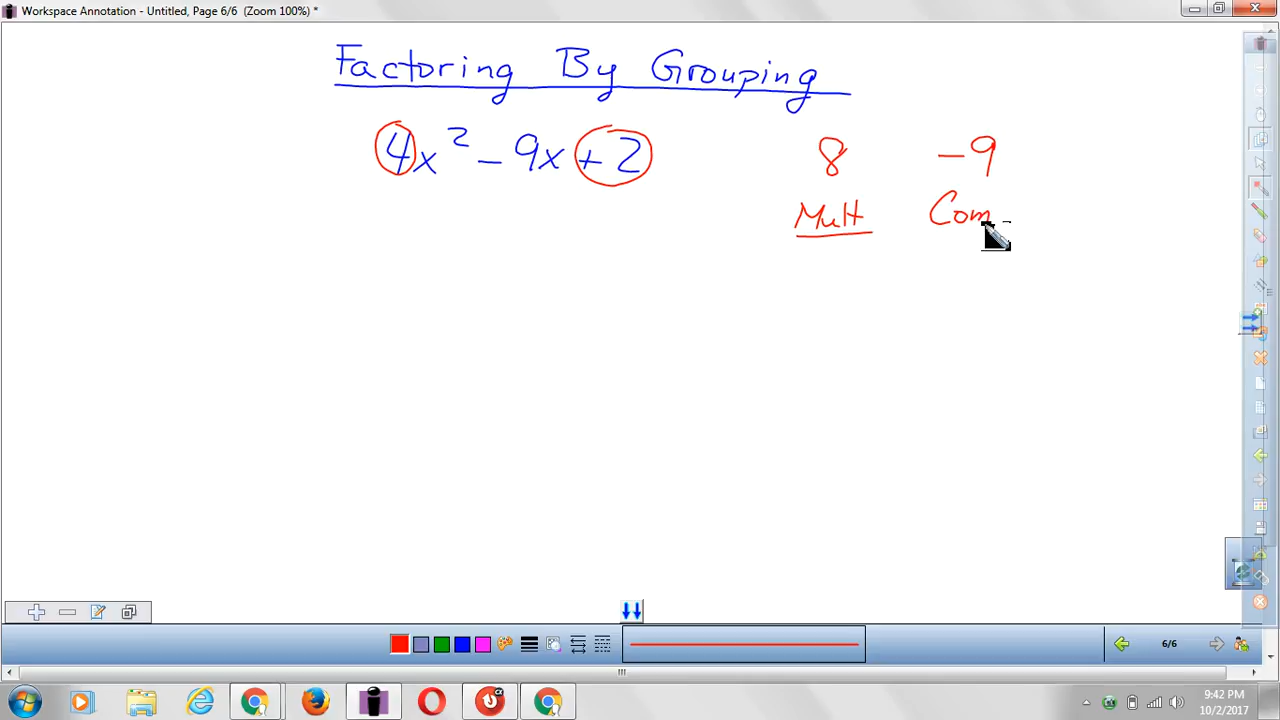 Workspace Annotation - Untitled, Page 6/6 (Zoom 100%) *
Factoring By Grouping
4x² - 9x + 2 8 -9
Mult Com
6/6
9:42 PM
10/2/2017